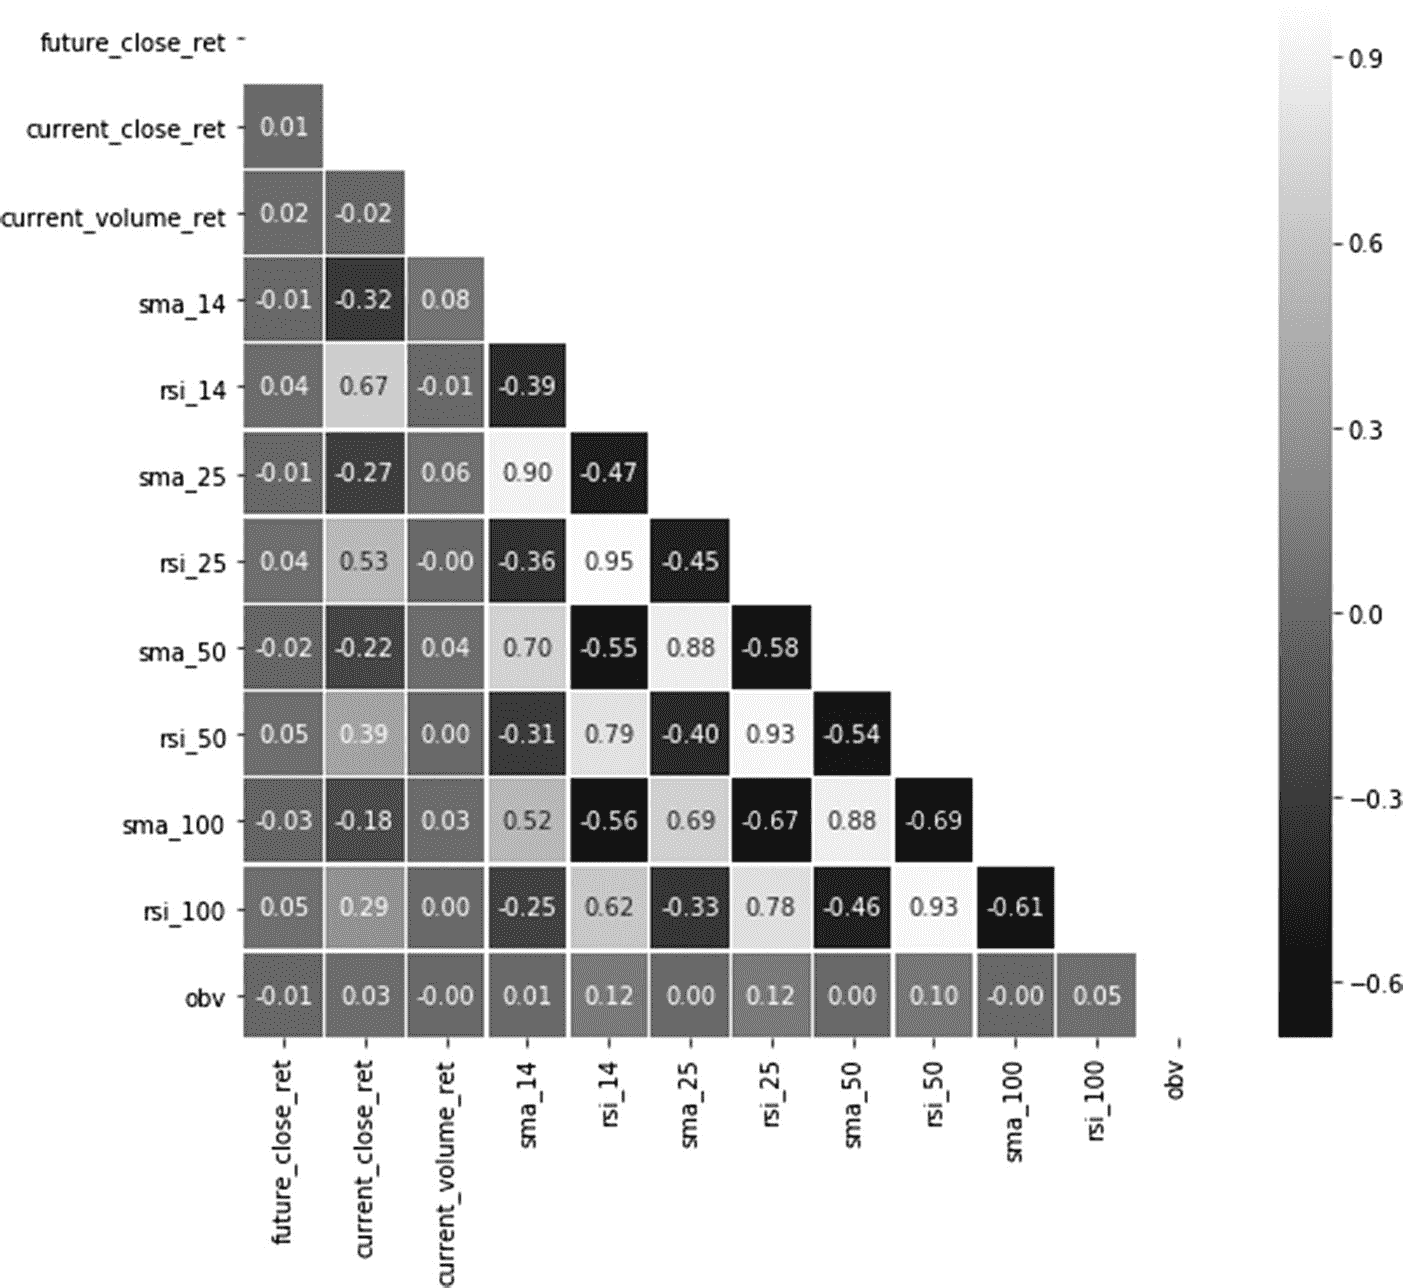 future_close_ret
current_close_ret 0.01
current_volume_ret 0.02 -0.02
sma_14 -0.01 -0.32 0.08
rsi_14 0.04 0.67 -0.01 -0.39
sma_25 -0.01 -0.27 0.06 0.90 -0.47
rsi_25 0.04 0.53 -0.00 -0.36 0.95 -0.45
sma_50 -0.02 -0.22 0.04 0.70 -0.55 0.88 -0.58
rsi_50 0.05 0.39 0.00 -0.31 0.79 -0.40 0.93 -0.54
sma_100 -0.03 -0.18 0.03 0.52 -0.56 0.69 -0.67 0.88 -0.69
rsi_100 0.05 0.29 0.00 -0.25 0.62 -0.33 0.78 -0.46 0.93 -0.61
obv -0.01 0.03 -0.00 0.01 0.12 0.00 0.12 0.00 0.10 -0.00 0.05
future_close_ret
current_close_ret
current_volume_ret
sma_14
rsi_14
sma_25
rsi_25
sma_50
rsi_50
sma_100
rsi_100
obv
0.9
0.6
0.3
0.0
−0.3
−0.6